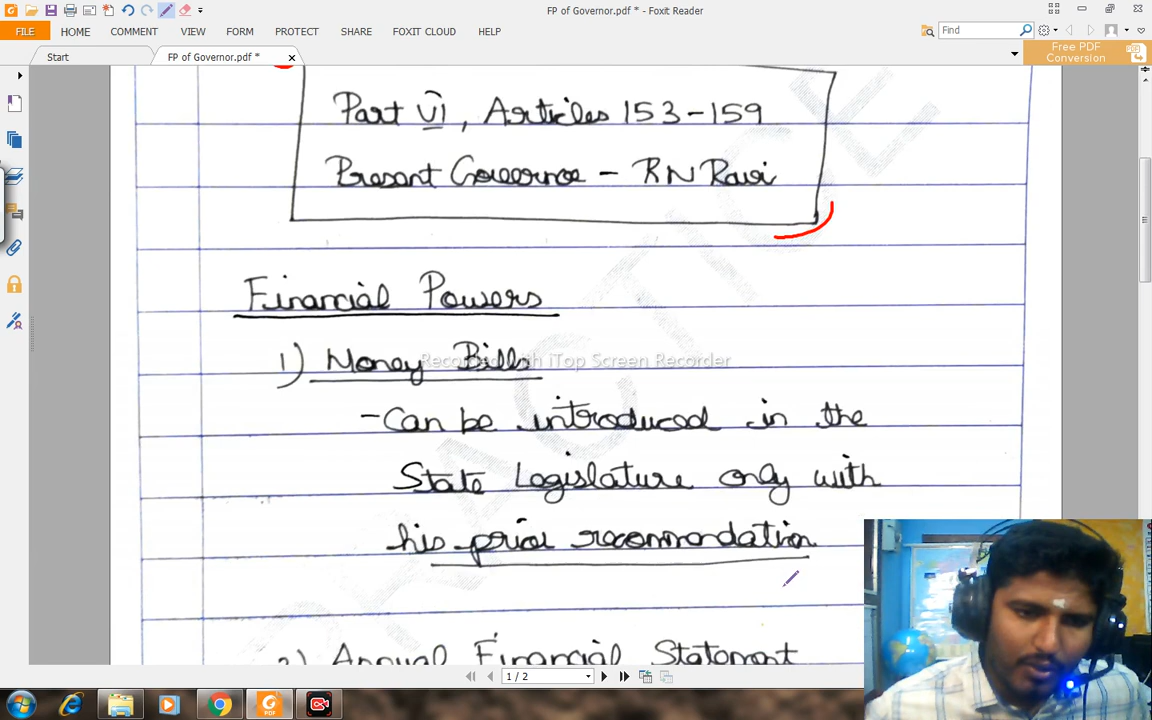 FP of Governor.pdf * - Foxit Reader
FILE HOME COMMENT VIEW FORM PROTECT SHARE FOXIT CLOUD HELP
Find
Start FP of Governor.pdf *
Free PDF
Conversion
Part VI, Articles 153-159
Present Governor - RN Ravi
Financial Powers
1) Money Bills
Recorded with iTop Screen Recorder
- Can be introduced in the
State Legislature only with
his prior recommendation
2) Annual Financial Statement
1 / 2
PDF